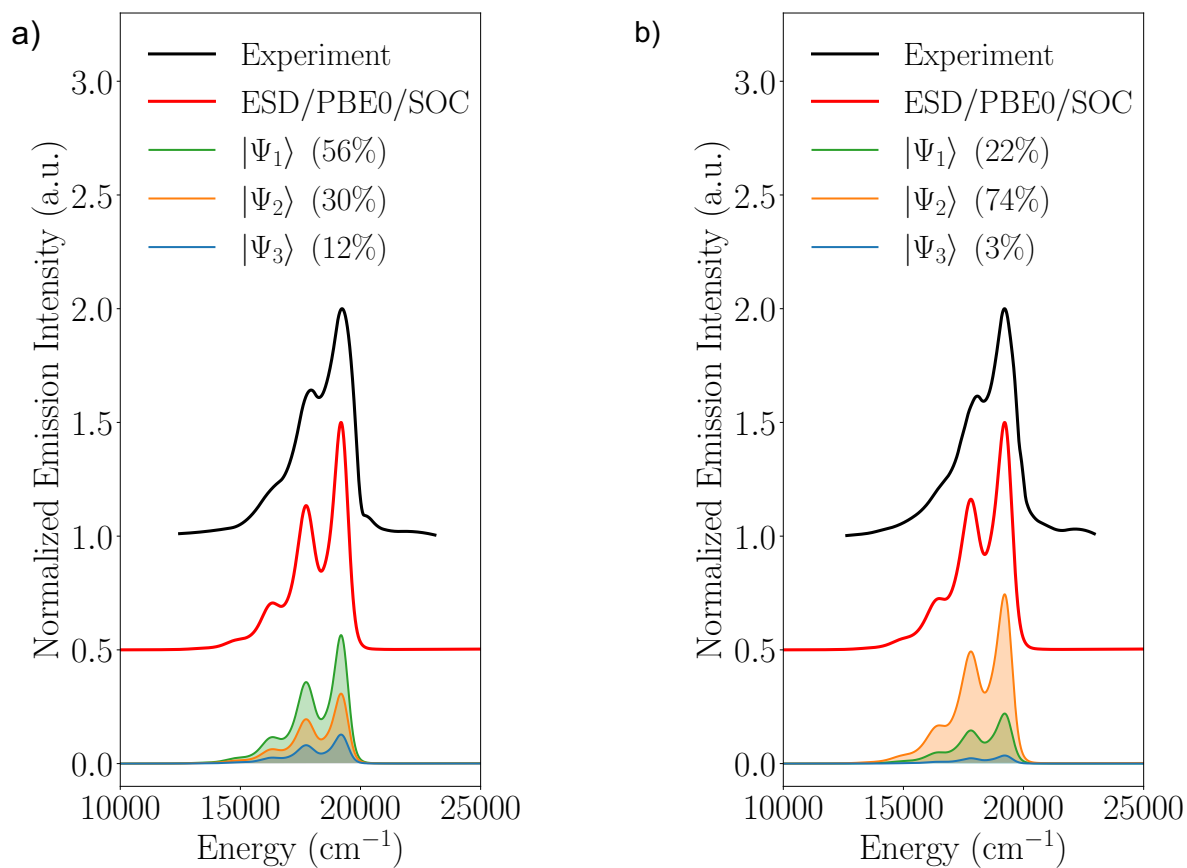 a)
Normalized Emission Intensity (a.u.)
3.0
2.5
2.0
1.5
1.0
0.5
0.0
Experiment
ESD/PBE0/SOC
|Ψ₁⟩ (56%)
|Ψ₂⟩ (30%)
|Ψ₃⟩ (12%)
10000 15000 20000 25000
Energy (cm⁻¹)
b)
Normalized Emission Intensity (a.u.)
3.0
2.5
2.0
1.5
1.0
0.5
0.0
Experiment
ESD/PBE0/SOC
|Ψ₁⟩ (22%)
|Ψ₂⟩ (74%)
|Ψ₃⟩ (3%)
10000 15000 20000 25000
Energy (cm⁻¹)